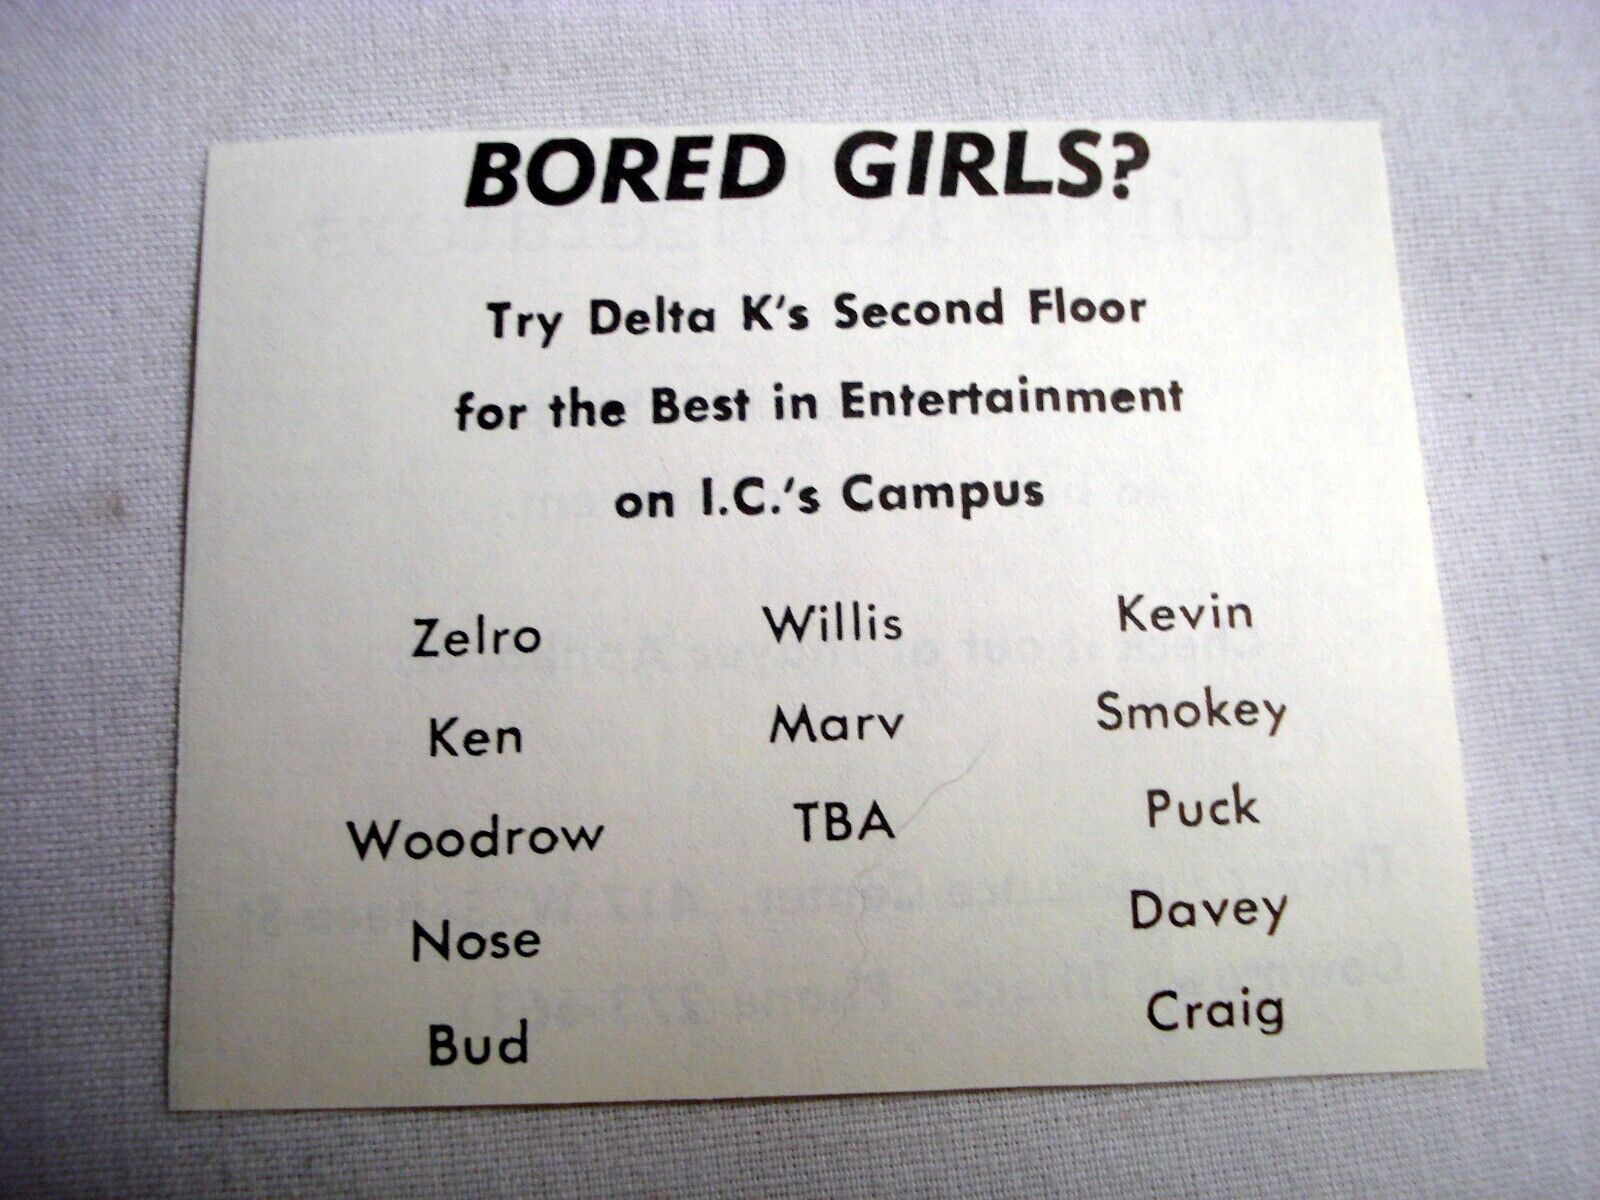 BORED GIRLS?
Try Delta K's Second Floor
for the Best in Entertainment
on I.C.'s Campus
Zelro Willis Kevin
Ken Marv Smokey
Woodrow TBA Puck
Nose Davey
Bud Craig